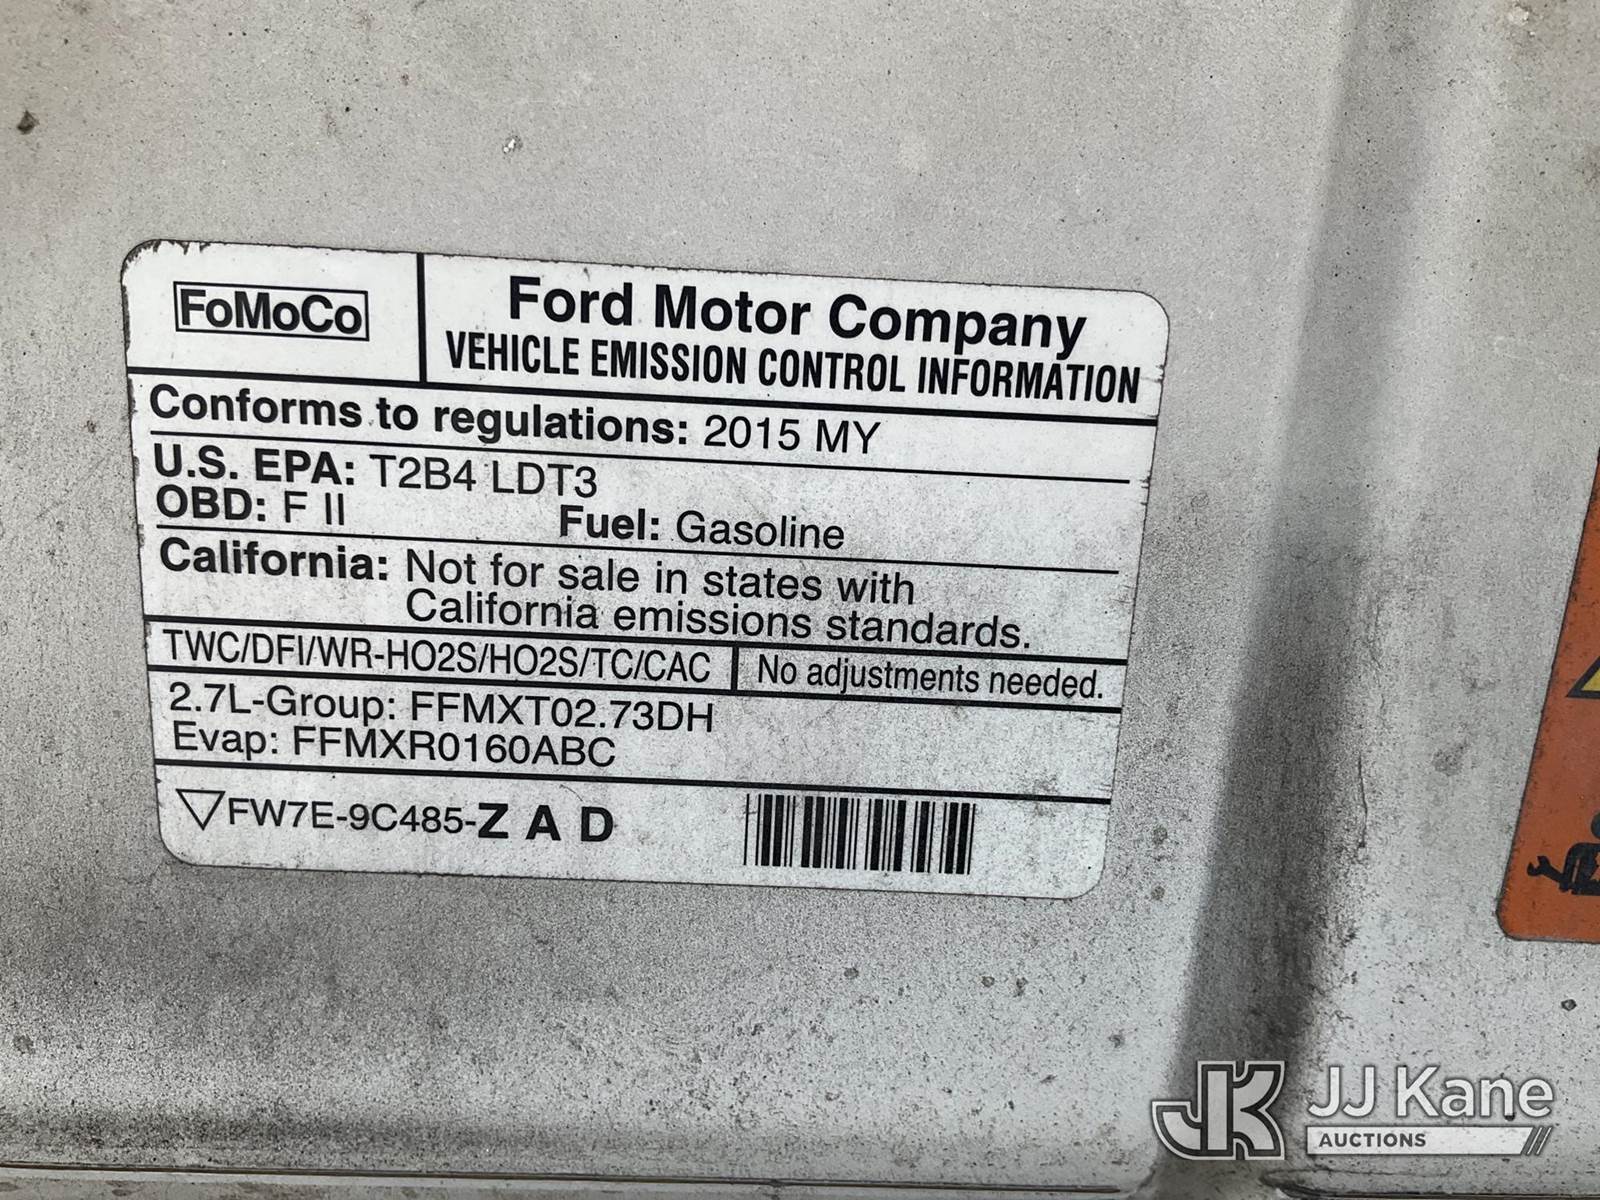 FoMoCo
Ford Motor Company
VEHICLE EMISSION CONTROL INFORMATION
Conforms to regulations: 2015 MY
U.S. EPA: T2B4 LDT3
OBD: F II Fuel: Gasoline
California: Not for sale in states with
California emissions standards.
TWC/DFI/WR-HO2S/HO2S/TC/CAC No adjustments needed.
2.7L-Group: FFMXT02.73DH
Evap: FFMXR0160ABC
FW7E-9C485-Z A D
JK JJ Kane
AUCTIONS